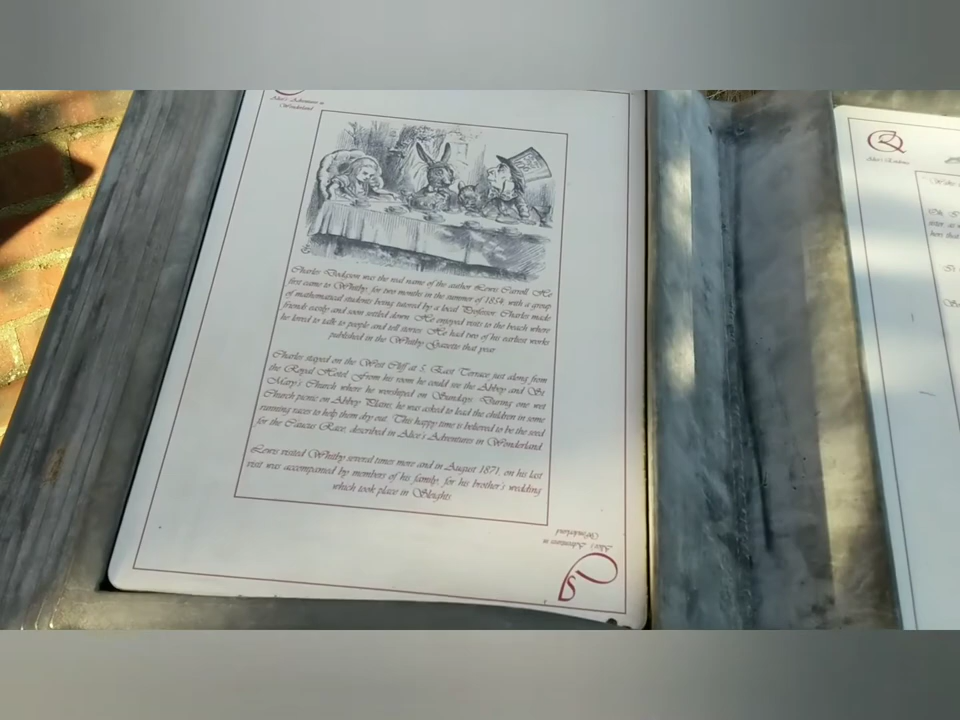 Alice's Adventures in
Wonderland
Charles Dodgson was the real name of the author Lewis Carroll. He
first came to Whitby, for two months in the summer of 1854, with a group
of mathematical students being tutored by a local Professor. Charles made
friends easily and soon settled down. He enjoyed visits to the beach where
he loved to talk to people and tell stories. He had two of his earliest works
published in the Whitby Gazette that year
Charles stayed on the West Cliff at 5, East Terrace just along from
the Royal Hotel. From his room he could see the Abbey and St
Mary's Church where he worshiped on Sundays. During one wet
Church picnic on Abbey Plains, he was asked to lead the children in some
running races to help them dry out. This happy time is believed to be the seed
for the Caucus Race, described in Alice's Adventures in Wonderland
Lewis visited Whitby several times more and in August 1871, on his last
visit was accompanied by members of his family, for his brother's wedding
which took place in Sleights
Alice's Adventures in
Wonderland
Oh, I
sister, at
hers that